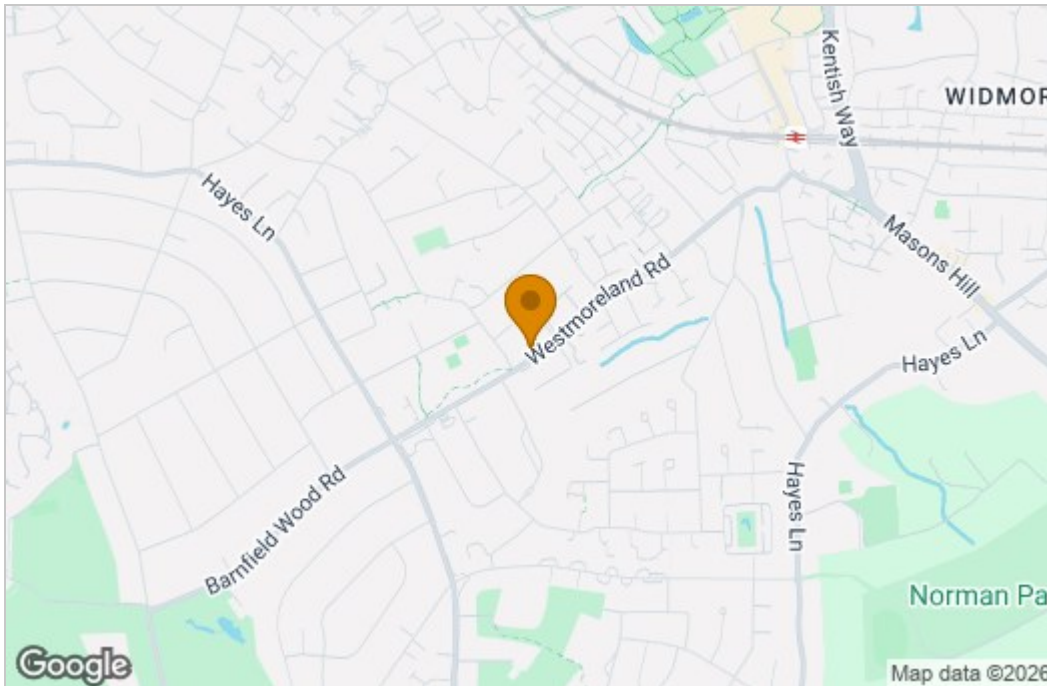 Kentish Way
WIDMOR
Hayes Ln
Masons Hill
Westmoreland Rd
Hayes Ln
Barnfield Wood Rd
Hayes Ln
Norman Pa
Google
Map data ©2026